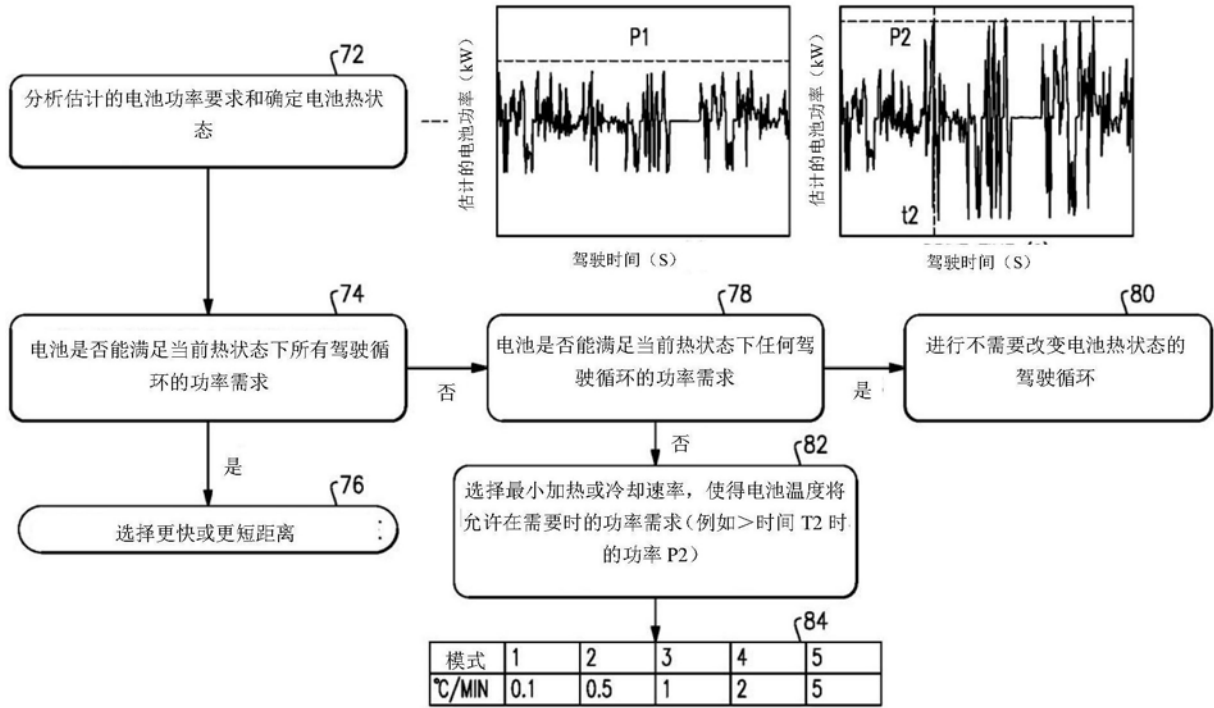 72
分析估计的电池功率要求和确定电池热状
态
估计的电池功率（kW）
P1
驾驶时间（S）
估计的电池功率（kW）
P2
t2
驾驶时间（S）
74
电池是否能满足当前热状态下所有驾驶循
环的功率需求
否
78
电池是否能满足当前热状态下任何驾
驶循环的功率需求
是
80
进行不需要改变电池热状态的
驾驶循环
是
76
选择更快或更短距离
否
82
选择最小加热或冷却速率，使得电池温度将
允许在需要时的功率需求（例如＞时间 T2 时
的功率 P2）
84
模式 1 2 3 4 5
℃/MIN 0.1 0.5 1 2 5